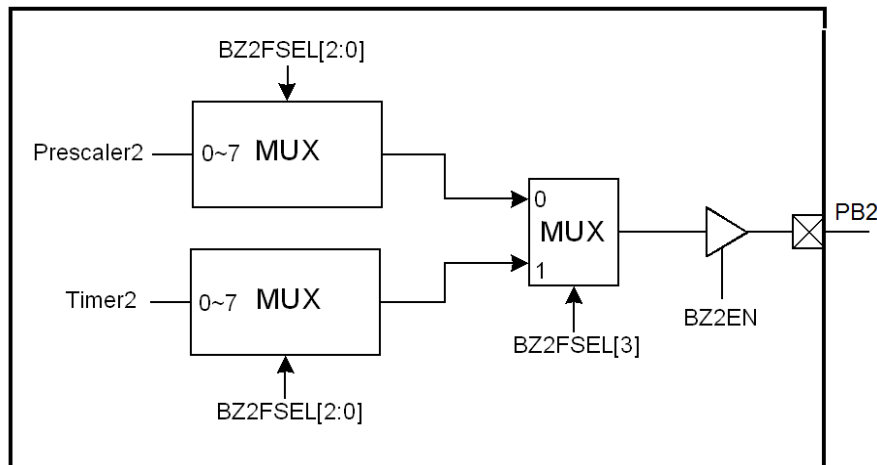 BZ2FSEL[2:0]
Prescaler2
0~7 MUX
0
PB2
MUX
1
Timer2
0~7 MUX
BZ2EN
BZ2FSEL[3]
BZ2FSEL[2:0]